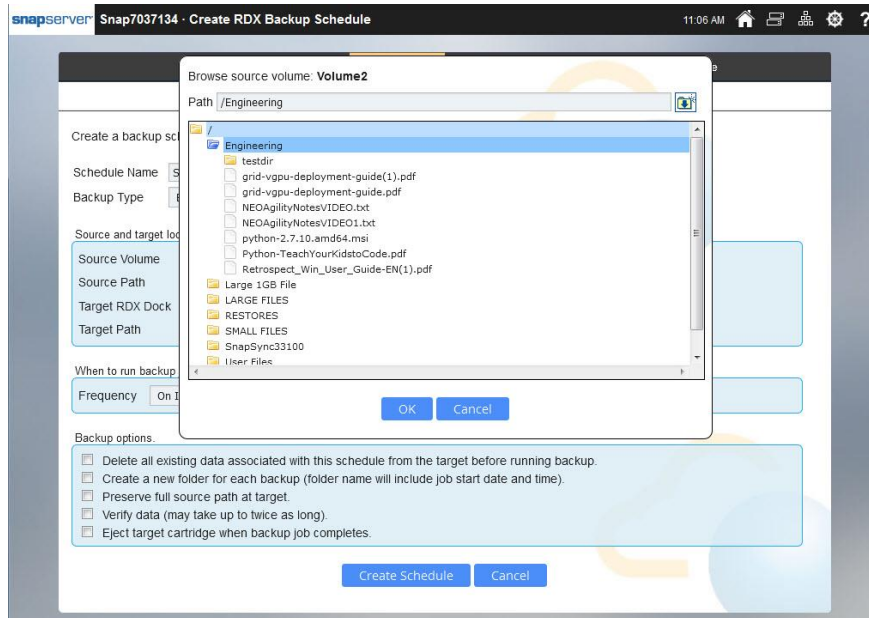 snapserver Snap7037134 · Create RDX Backup Schedule 11:06 AM ?
Browse source volume: Volume2
Path /Engineering
/
Engineering
testdir
grid-vgpu-deployment-guide(1).pdf
grid-vgpu-deployment-guide.pdf
NEOAgilityNotesVIDEO.txt
NEOAgilityNotesVIDEO1.txt
python-2.7.10.amd64.msi
Python-TeachYourKidstoCode.pdf
Retrospect_Win_User_Guide-EN(1).pdf
Large 1GB File
LARGE FILES
RESTORES
SMALL FILES
SnapSync33100
User Files
OK Cancel
Create a backup sc
Schedule Name S
Backup Type
Source and target loc
Source Volume
Source Path
Target RDX Dock
Target Path
When to run backup
Frequency On
Backup options.
Delete all existing data associated with this schedule from the target before running backup.
Create a new folder for each backup (folder name will include job start date and time).
Preserve full source path at target.
Verify data (may take up to twice as long).
Eject target cartridge when backup job completes.
Create Schedule Cancel